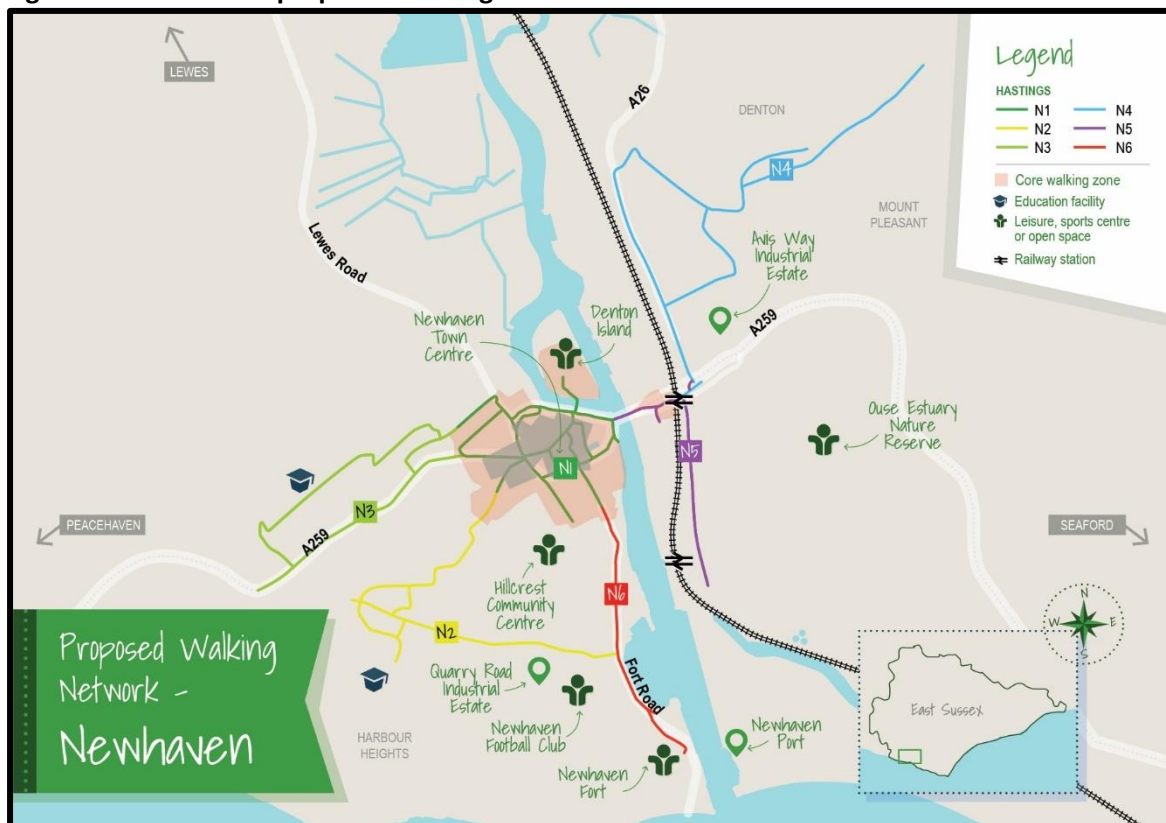 LEWES
A26
DENTON
N4
MOUNT
PLEASANT
Legend
HASTINGS
N1
N4
N2
N5
N3
N6
Core walking zone
Education facility
Leisure, sports centre
or open space
Railway station
Lewes Road
Avis Way
Industrial
Estate
Newhaven
Town
Centre
Denton
Island
A259
Ouse Estuary
Nature
Reserve
N1
N5
N3
A259
PEACEHAVEN
SEAFORD
Hillcrest
Community
Centre
N6
N2
Quarry Road
Industrial
Estate
Fort Road
Newhaven
Football Club
HARBOUR
HEIGHTS
Newhaven
Fort
Newhaven
Port
N
W
E
S
East Sussex
Proposed Walking
Network -
Newhaven